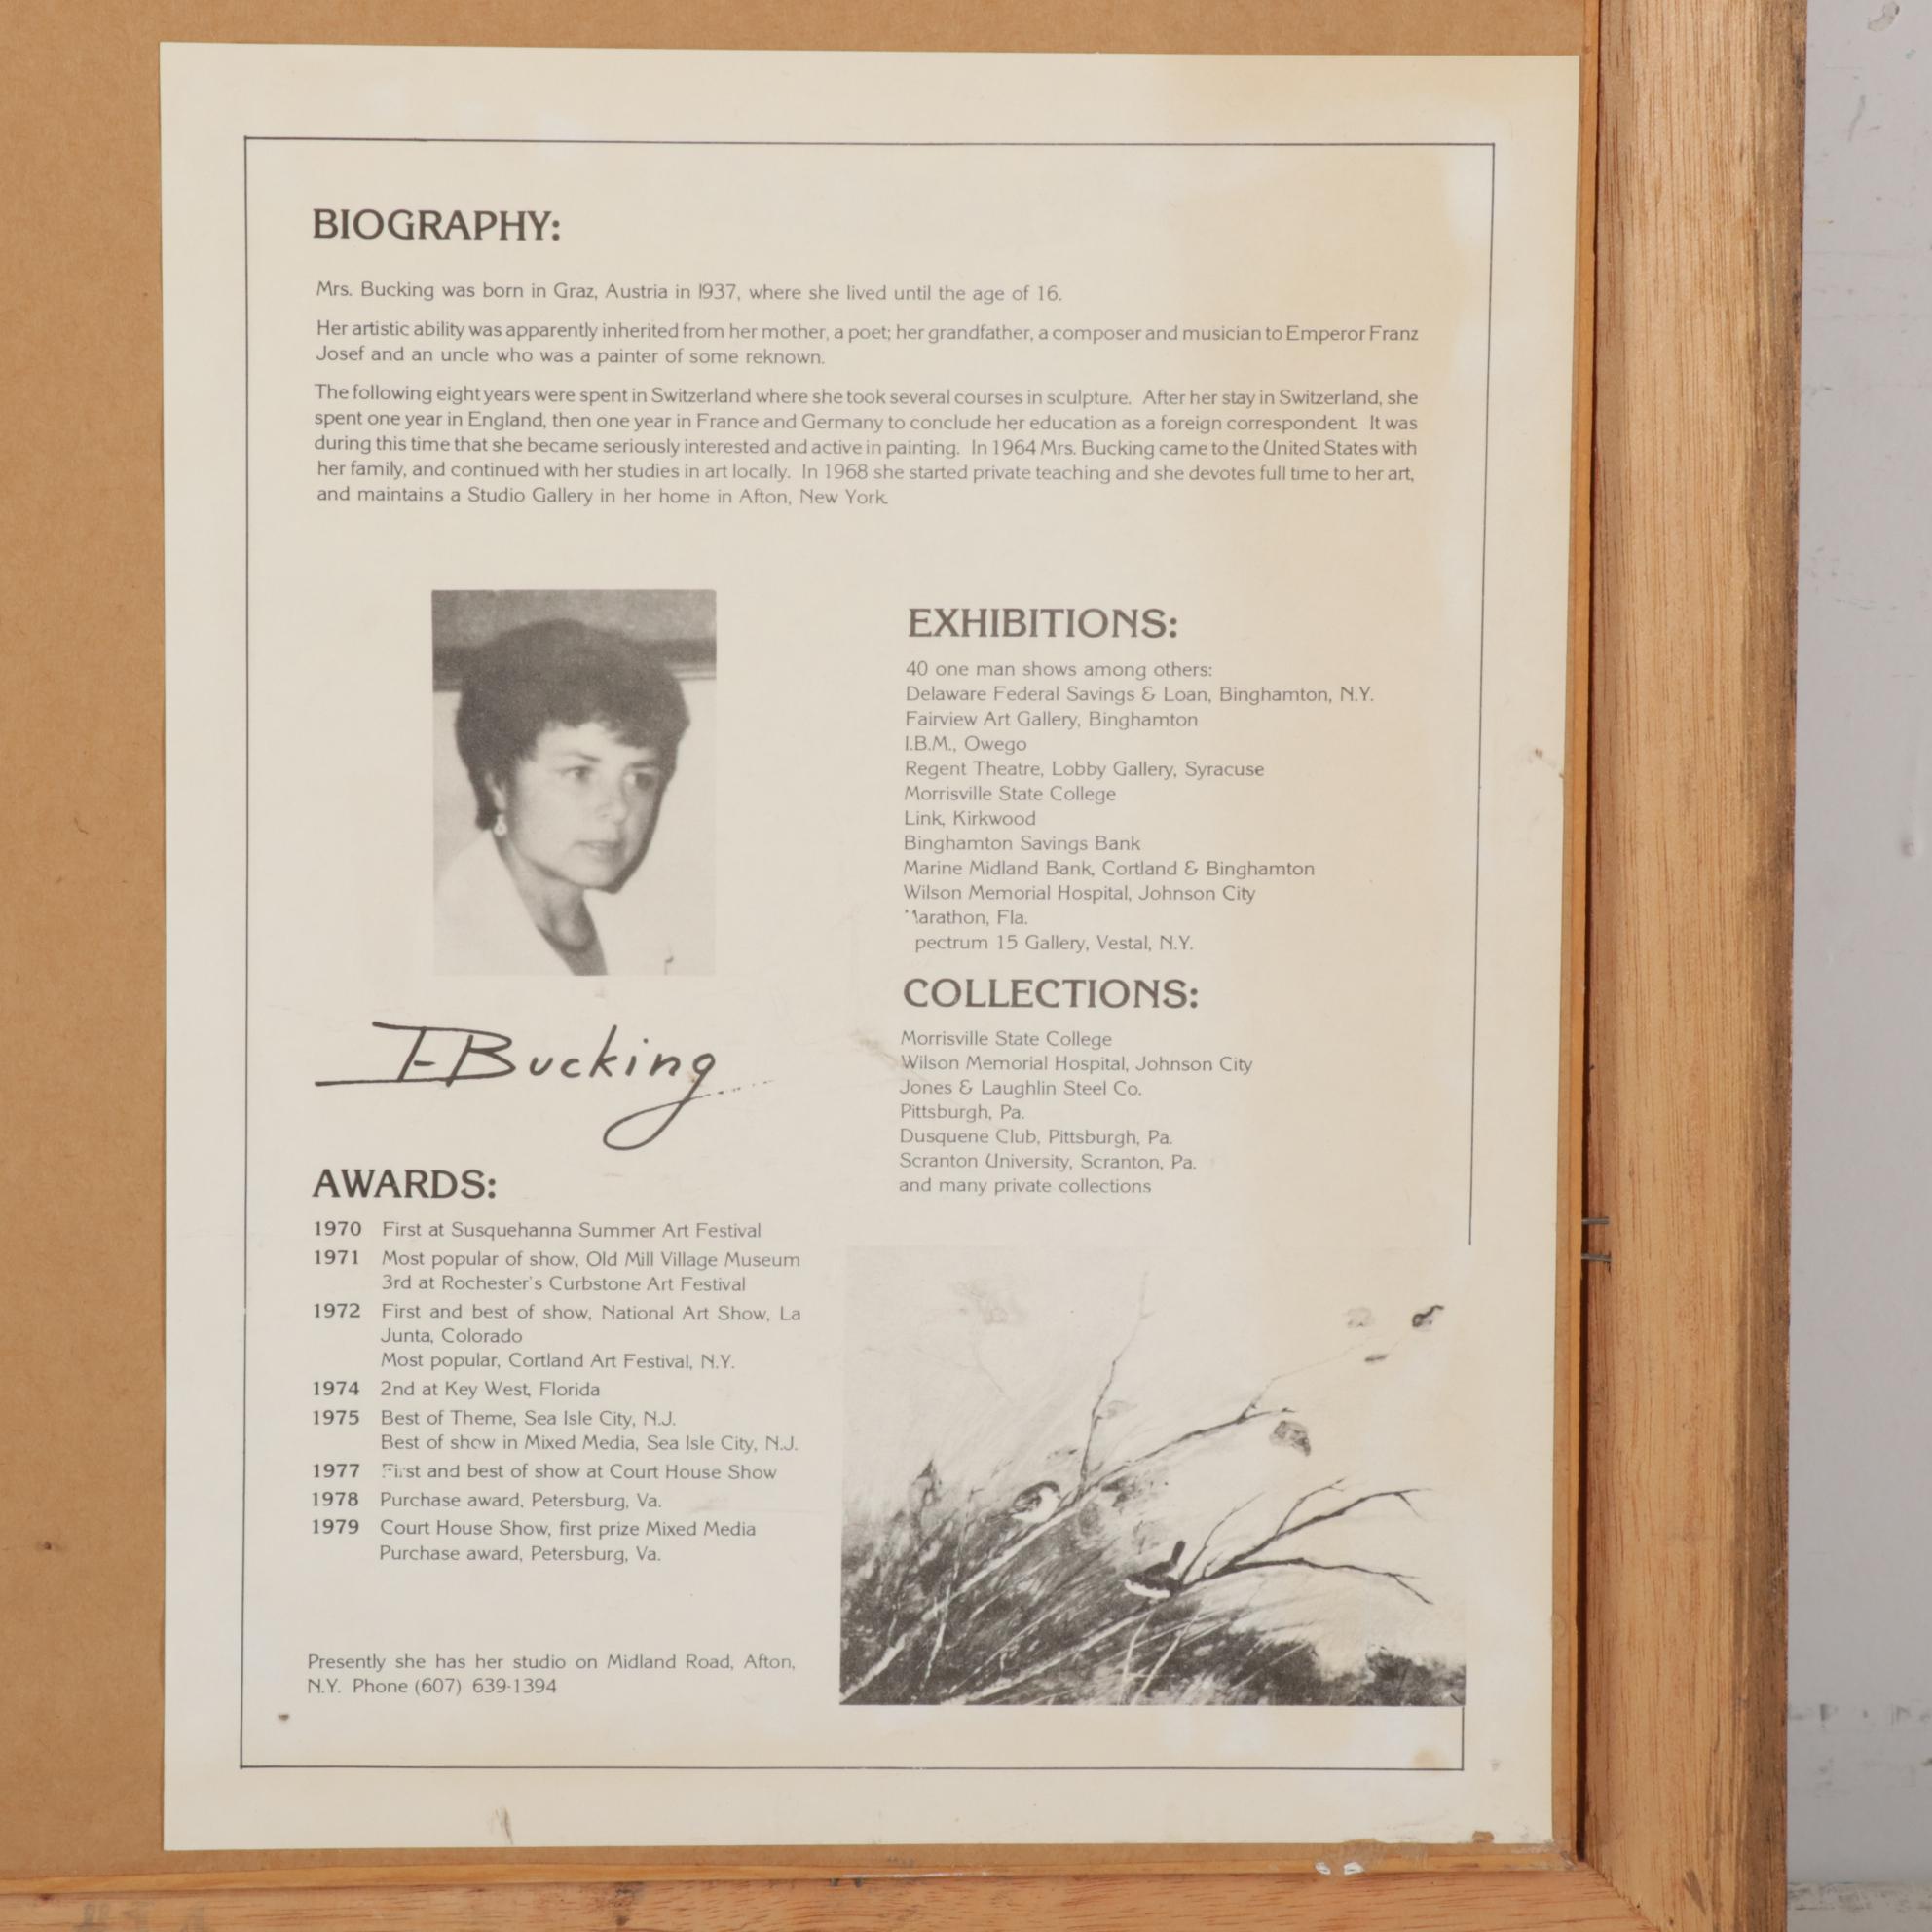 BIOGRAPHY:
Mrs. Bucking was born in Graz, Austria in 1937, where she lived until the age of 16.
Her artistic ability was apparently inherited from her mother, a poet; her grandfather, a composer and musician to Emperor Franz
Josef and an uncle who was a painter of some reknown.
The following eight years were spent in Switzerland where she took several courses in sculpture. After her stay in Switzerland, she
spent one year in England, then one year in France and Germany to conclude her education as a foreign correspondent. It was
during this time that she became seriously interested and active in painting. In 1964 Mrs. Bucking came to the United States with
her family, and continued with her studies in art locally. In 1968 she started private teaching and she devotes full time to her art,
and maintains a Studio Gallery in her home in Afton, New York.
Bucking
AWARDS:
1970 First at Susquehanna Summer Art Festival
1971 Most popular of show, Old Mill Village Museum
3rd at Rochester's Curbstone Art Festival
1972 First and best of show, National Art Show, La
Junta, Colorado
Most popular, Cortland Art Festival, N.Y.
1974 2nd at Key West, Florida
1975 Best of Theme, Sea Isle City, N.J.
Best of show in Mixed Media, Sea Isle City, N.J.
1977 First and best of show at Court House Show
1978 Purchase award, Petersburg, Va.
1979 Court House Show, first prize Mixed Media
Purchase award, Petersburg, Va.
Presently she has her studio on Midland Road, Afton,
N.Y. Phone (607) 639-1394
EXHIBITIONS:
40 one man shows among others:
Delaware Federal Savings & Loan, Binghamton, N.Y.
Fairview Art Gallery, Binghamton
I.B.M., Owego
Regent Theatre, Lobby Gallery, Syracuse
Morrisville State College
Link, Kirkwood
Binghamton Savings Bank
Marine Midland Bank, Cortland & Binghamton
Wilson Memorial Hospital, Johnson City
Marathon, Fla.
pectrum 15 Gallery, Vestal, N.Y.
COLLECTIONS:
Morrisville State College
Wilson Memorial Hospital, Johnson City
Jones & Laughlin Steel Co.
Pittsburgh, Pa.
Dusquene Club, Pittsburgh, Pa.
Scranton University, Scranton, Pa.
and many private collections